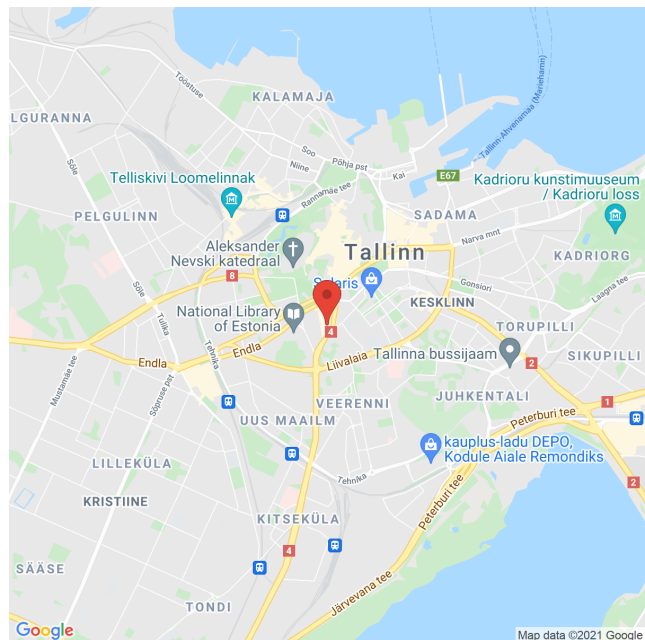 Tööstuse
KALAMAJA
LGURANNA
Sõle
Soo
Niine
Põhja pst
Kai
Tallinn-Ahvenamaa (Mariehamn)
E67
Telliskivi Loomelinnak
Rannamäe tee
Kadrioru kunstimuuseum
/ Kadrioru loss
PELGULINN
SADAMA
Aleksander
Nevski katedraal
Tallinn
Narva mnt
KADRIORG
8
Solaris
Gonsiori
Laagna tee
Sõle
Tulika
National Library
of Estonia
KESKLINN
4
TORUPILLI
Endla
Endla
Tehnika
Liivalaia
Tallinna bussijaam
2
SIKUPILLI
Mustamäe tee
Sõpruse pst
VEERENNI
JUHKENTALI
1
UUS MAAILM
Peterburi tee
kauplus-ladu DEPO,
Kodule Aiale Remondiks
LILLEKÜLA
Tehnika
2
KRISTIINE
Peterburi tee
KITSEKÜLA
4
SÄÄSE
Järvevana tee
TONDI
Google
Map data ©2021 Google